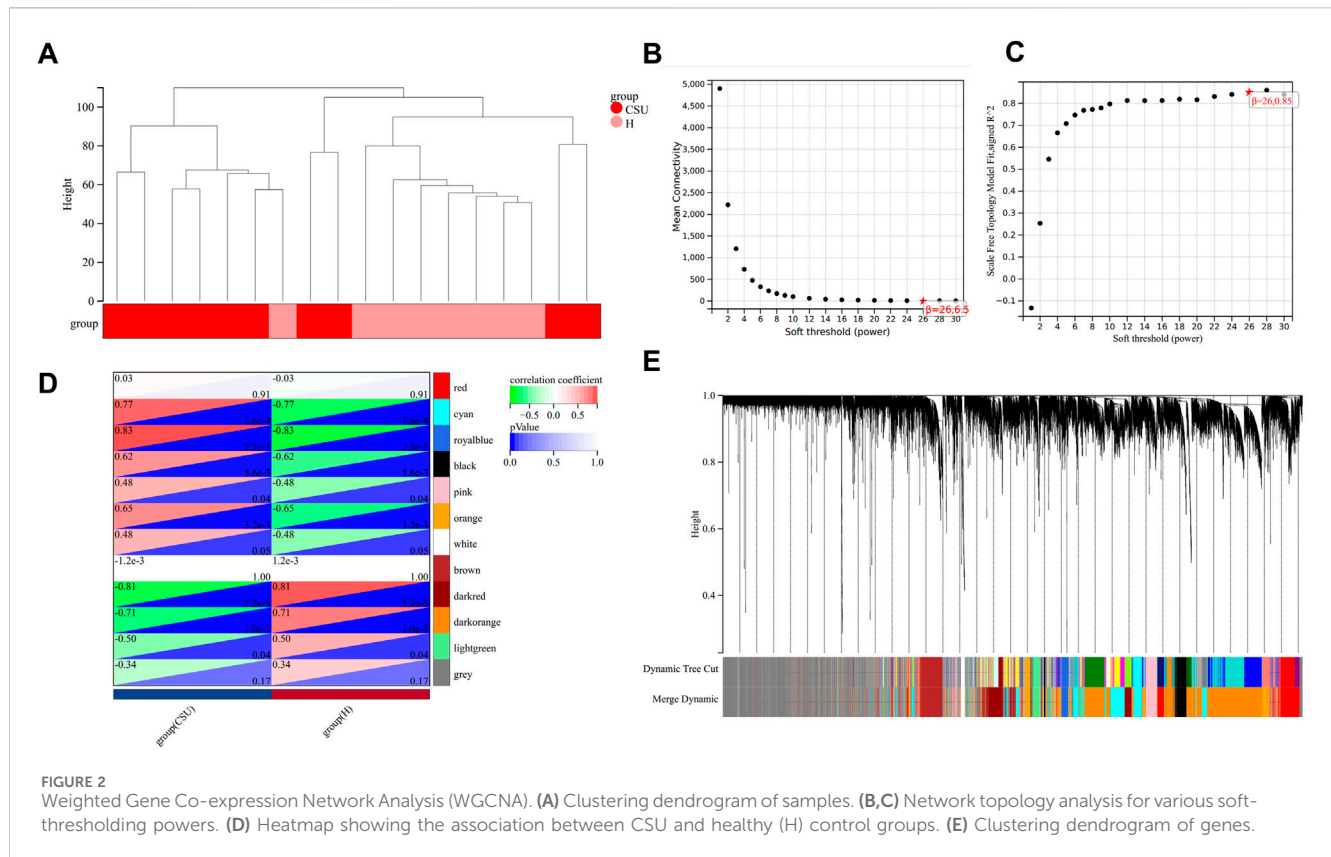 A
group
CSU
H
Height
100
80
60
40
20
0
group
B
5,000
4,500
4,000
3,500
3,000
2,500
2,000
1,500
1,000
500
0
Mean Connectivity
β=26,6.5
2 4 6 8 10 12 14 16 18 20 22 24 26 28 30
Soft threshold (power)
C
Scale Free Topology Model Fit,signed R^2
0.8
0.7
0.6
0.5
0.4
0.3
0.2
0.1
0.0
−0.1
β=26,0.85
2 4 6 8 10 12 14 16 18 20 22 24 26 28 30
Soft threshold (power)
D
0.03 0.91 -0.03 0.91 red
0.77 1.6e-4 -0.77 cyan
0.83 -0.83 royalblue
0.62 5.6e-3 -0.62 5.6e-3 black
0.48 0.04 -0.48 0.04 pink
0.65 3.2e-3 -0.65 3.2e-3 orange
0.48 0.05 -0.48 0.05 white
-1.2e-3 1.00 1.2e-3 1.00 brown
-0.81 0.81 darkred
-0.71 1.0e-3 0.71 1.0e-3 darkorange
-0.50 0.04 0.50 0.04 lightgreen
-0.34 0.17 0.34 0.17 grey
group(CSU)
group(H)
correlation coefficient
−0.5 0.0 0.5
pValue
0.0 0.5 1.0
E
Height
1.0
0.8
0.6
0.4
Dynamic Tree Cut
Merge Dynamic
FIGURE 2
Weighted Gene Co-expression Network Analysis (WGCNA). (A) Clustering dendrogram of samples. (B,C) Network topology analysis for various soft-
thresholding powers. (D) Heatmap showing the association between CSU and healthy (H) control groups. (E) Clustering dendrogram of genes.